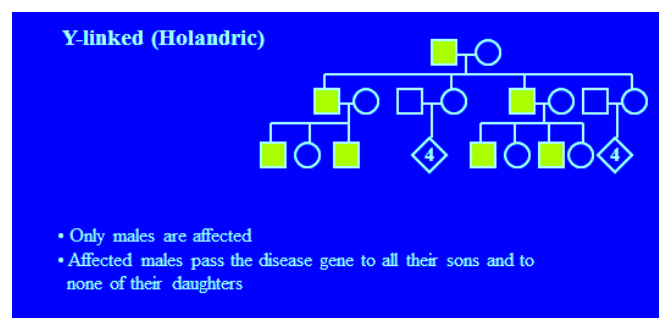 Y-linked (Holandric)
4
4
• Only males are affected
• Affected males pass the disease gene to all their sons and to
none of their daughters